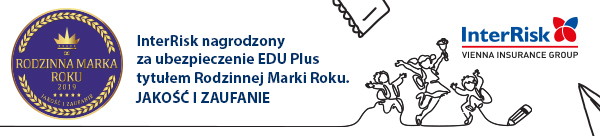 RODZINNA MARKA
ROKU
2019
JAKOŚĆ I ZAUFANIE
InterRisk nagrodzony
za ubezpieczenie EDU Plus
tytułem Rodzinnej Marki Roku.
JAKOŚĆ I ZAUFANIE
InterRisk
VIENNA INSURANCE GROUP